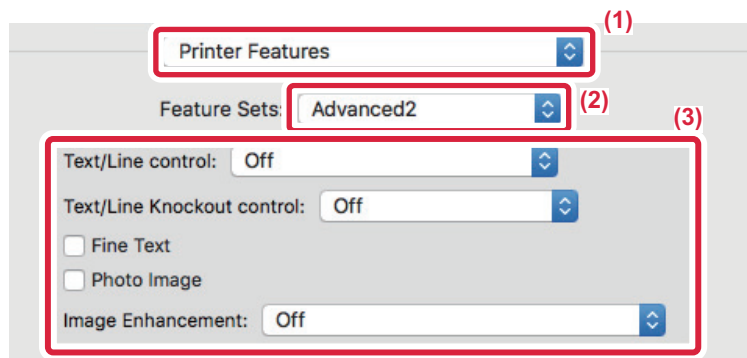 (1)
Printer Features
Feature Sets: Advanced2 (2)
(3)
Text/Line control: Off
Text/Line Knockout control: Off
Fine Text
Photo Image
Image Enhancement: Off